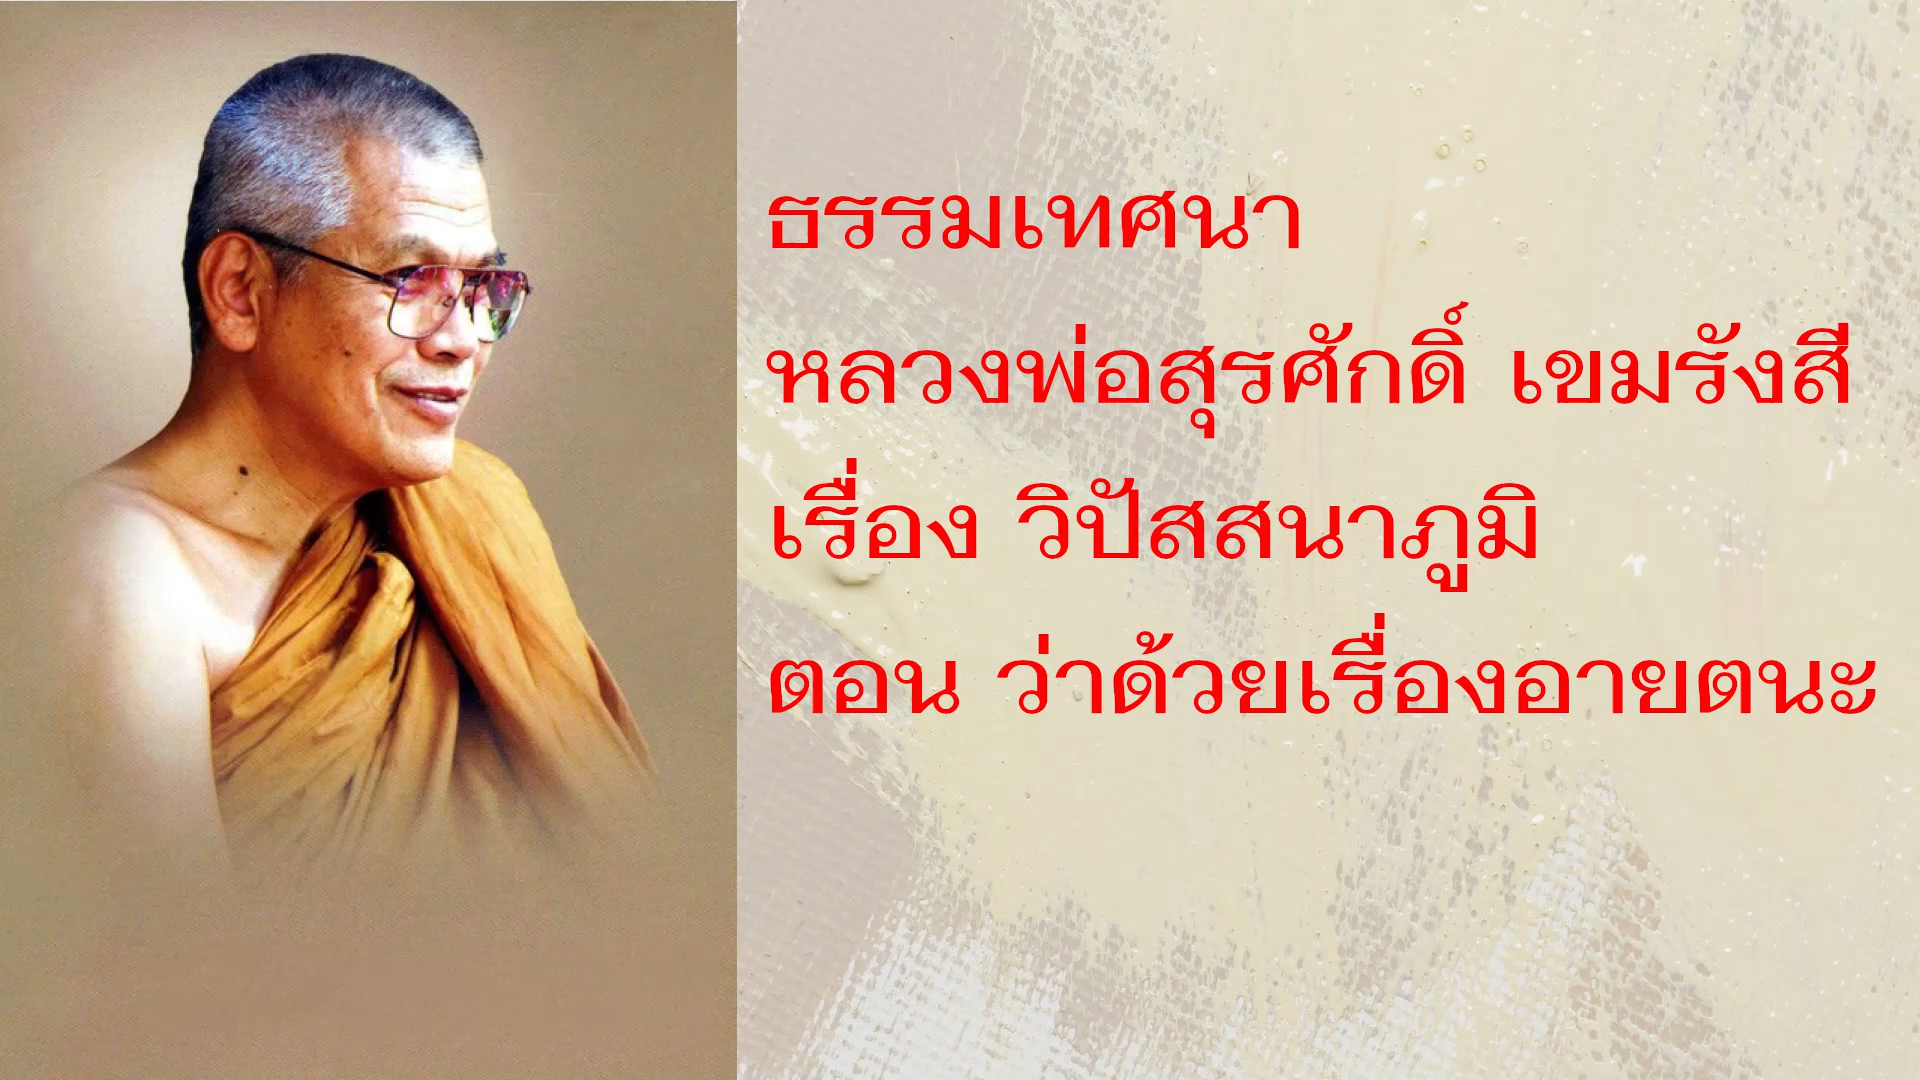 ธรรมเทศนา
หลวงพ่อสุรศักดิ์ เขมรังสี
เรื่อง วิปัสสนาภูมิ
ตอน ว่าด้วยเรื่องอายตนะ